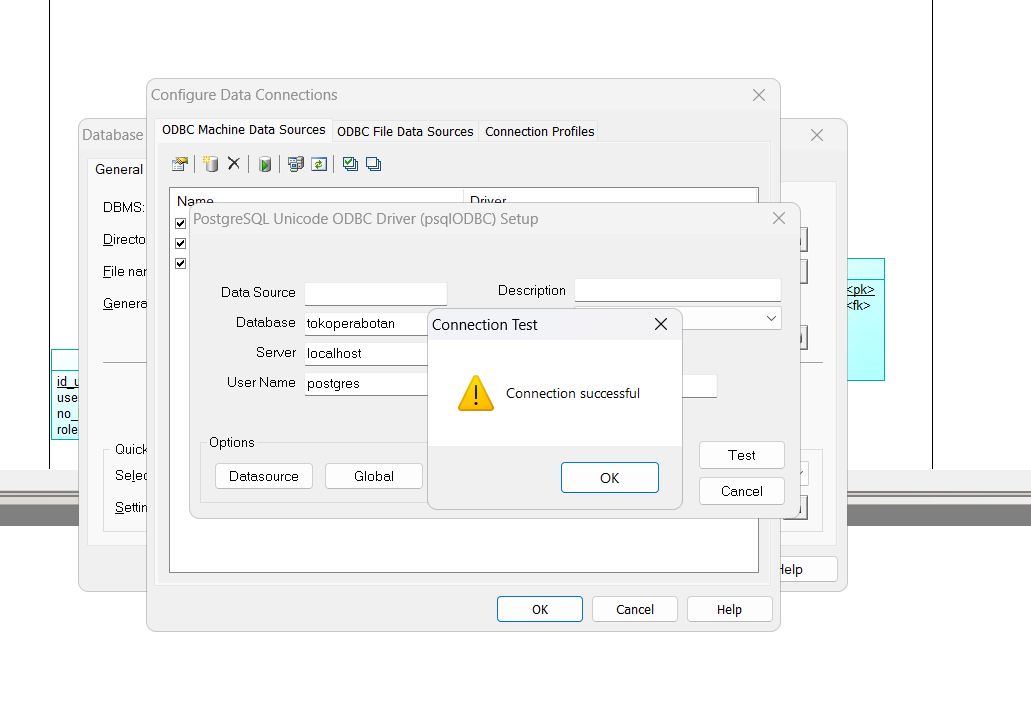 Configure Data Connections
Database
ODBC Machine Data Sources
ODBC File Data Sources
Connection Profiles
General
Name
Driver
DBMS:
PostgreSQL Unicode ODBC Driver (psqlODBC) Setup
Directo
File nar
Genera
Data Source
Description
<pk>
<fk>
Database
tokoperabotan
Connection Test
Server
localhost
User Name
postgres
Connection successful
id_u
use
no_
role
Options
Quick
Test
Selec
Datasource
Global
OK
Cancel
Settin
Help
OK
Cancel
Help